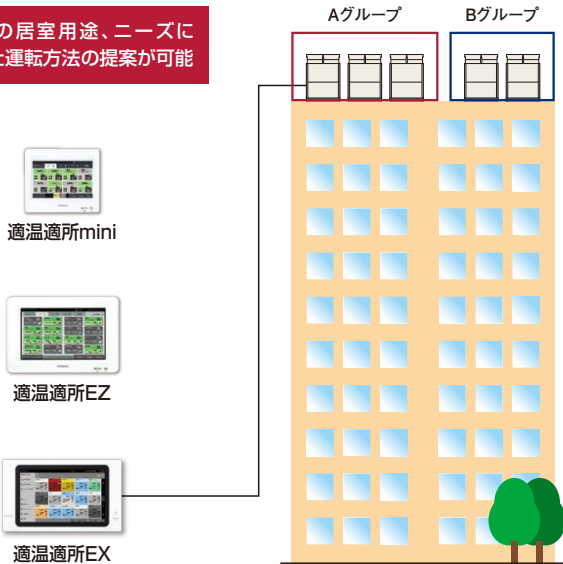 の居室用途、ニーズに
運転方法の提案が可能
Aグループ
Bグループ
適温適所mini
適温適所EZ
適温適所EX